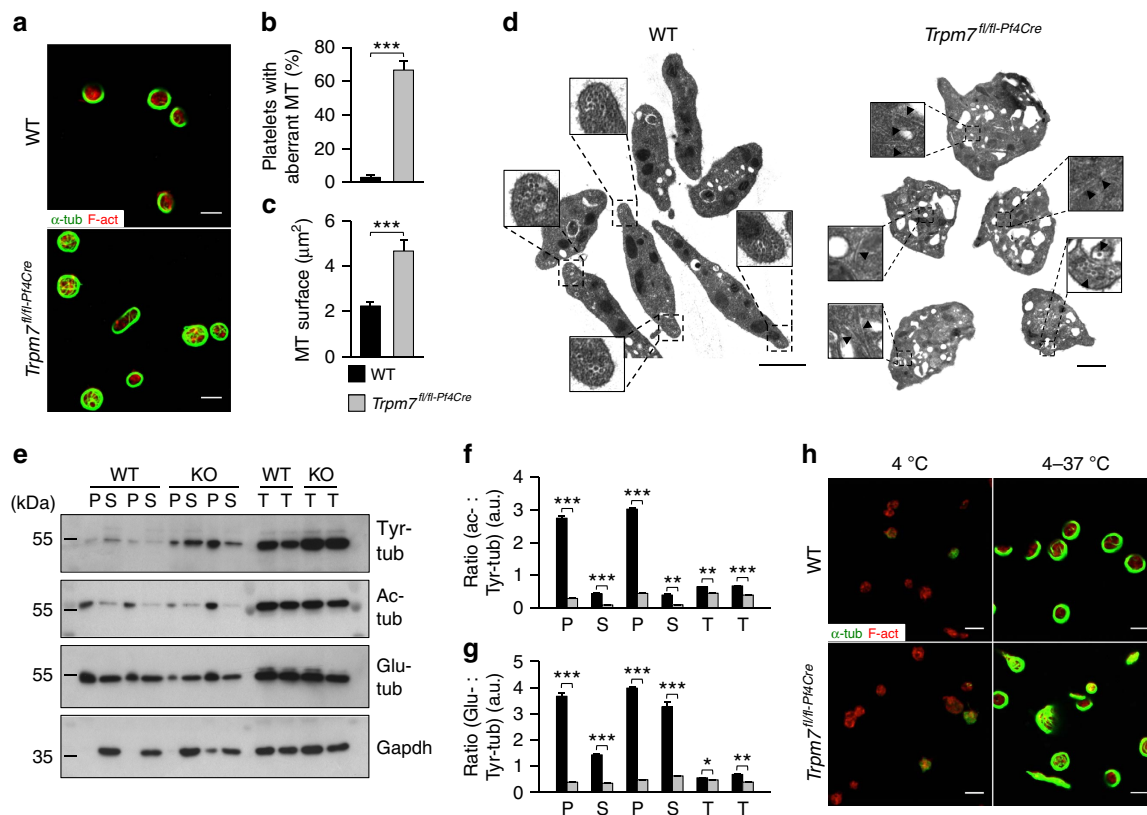 a
WT
α-tub F-act
Trpm7fl/fl-Pf4Cre
b
Platelets with
aberrant MT (%)
80
60
40
20
0
***
c
MT surface (μm2)
6
4
2
0
***
WT
Trpm7fl/fl-Pf4Cre
d
WT
Trpm7fl/fl-Pf4Cre
e
WT KO WT KO
(kDa) P S P S P S P S T T T T
55 Tyr-
tub
55 Ac-
tub
55 Glu-
tub
35 Gapdh
f
Ratio (ac- :
Tyr-tub) (a.u.)
4
3
2
1
0
*** *** *** ** ** ***
P S P S T T
g
Ratio (Glu- :
Tyr-tub) (a.u.)
5
4
3
2
1
0
*** *** *** *** * **
P S P S T T
h
4 °C 4–37 °C
WT
α-tub F-act
Trpm7fl/fl-Pf4Cre